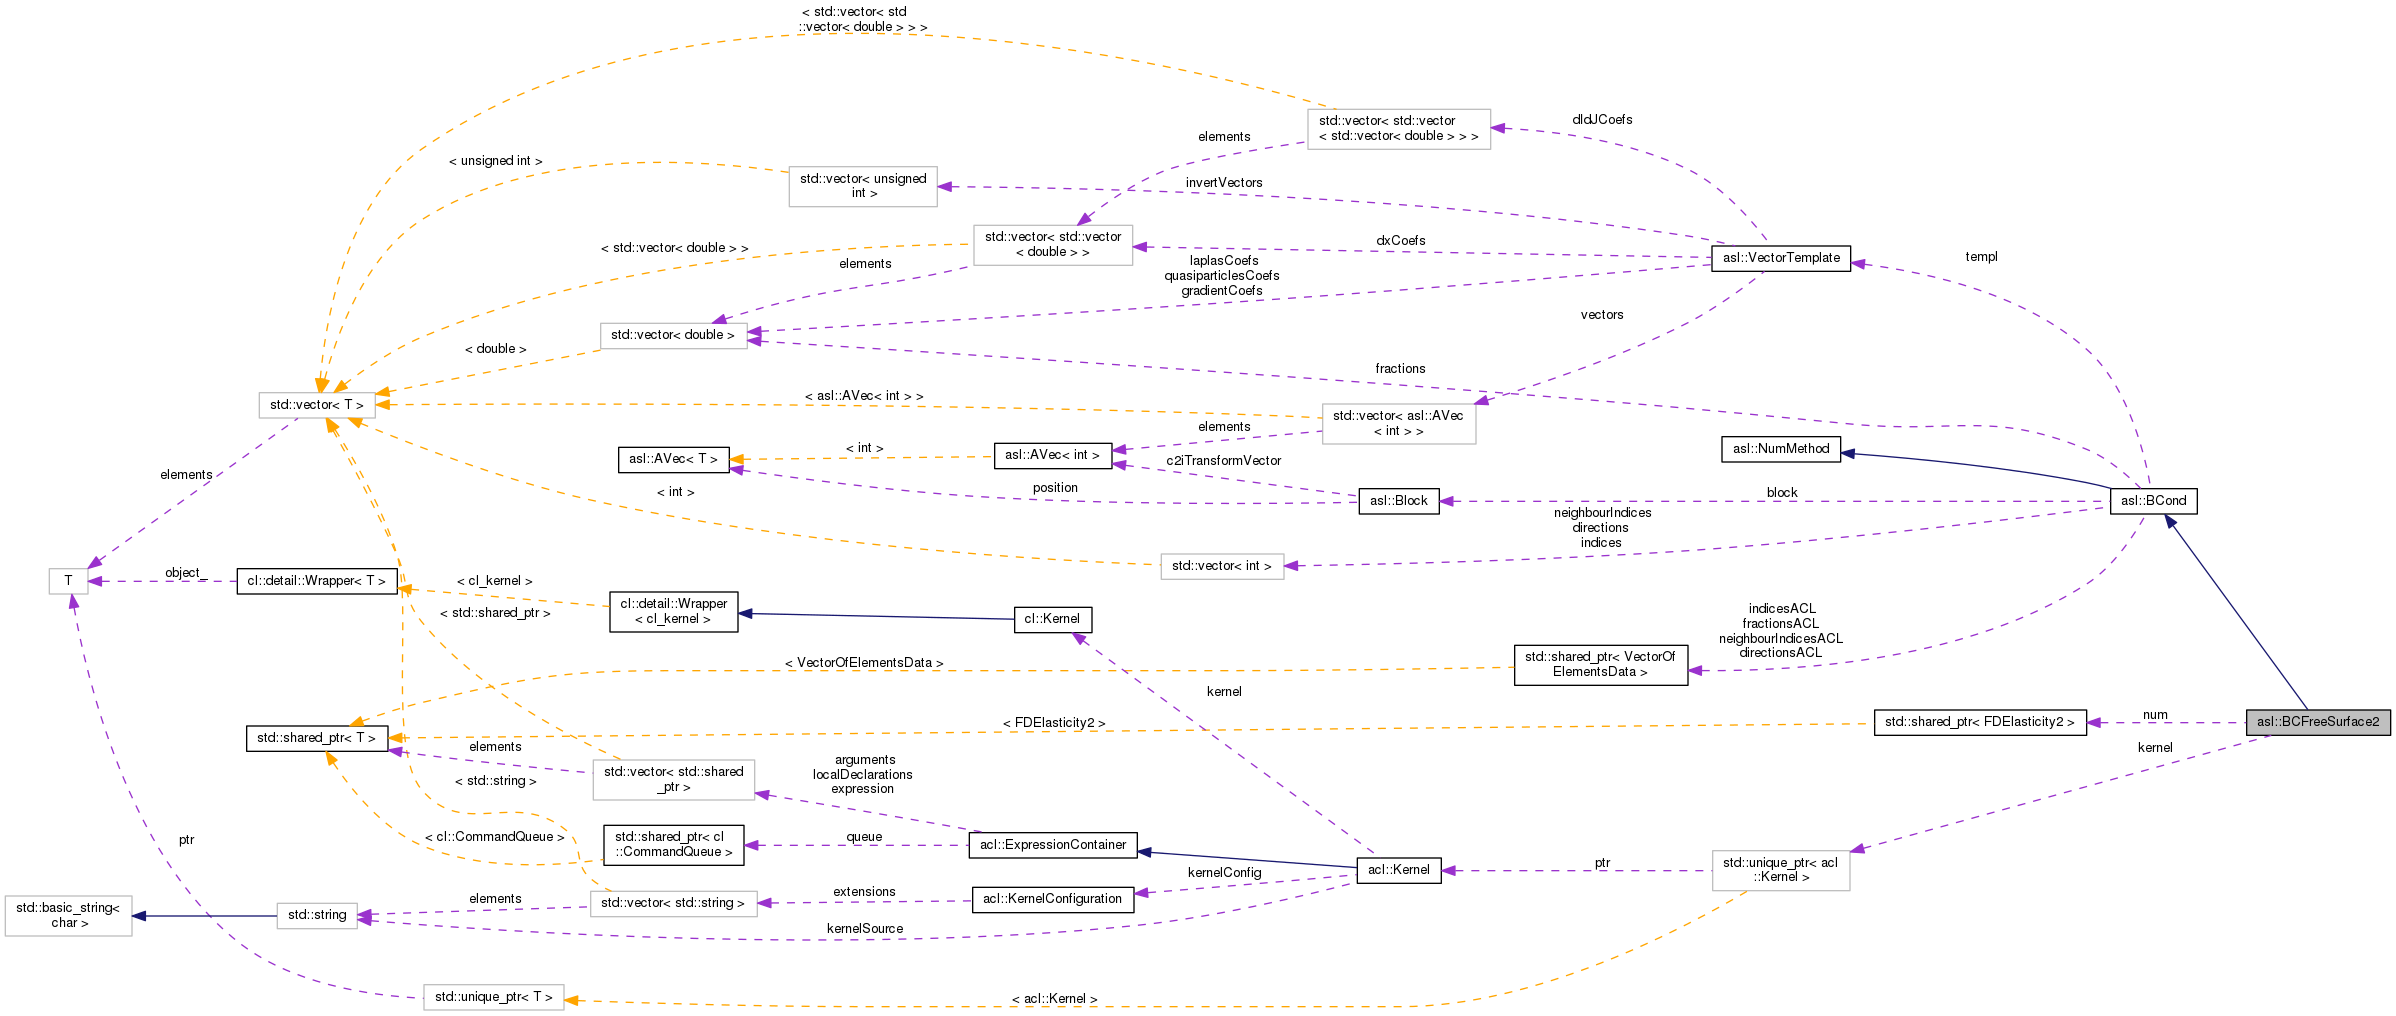 < std::vector< std
::vector< double > > >
std::vector< std::vector
< std::vector< double > > >
dIdJCoefs
elements
< unsigned int >
std::vector< unsigned
int >
invertVectors
std::vector< std::vector
< double > >
dxCoefs
< std::vector< double > >
elements
laplasCoefs
quasiparticlesCoefs
gradientCoefs
asl::VectorTemplate
templ
std::vector< double >
vectors
< double >
fractions
std::vector< T >
< asl::AVec< int > >
std::vector< asl::AVec
< int > >
elements
asl::AVec< T >
< int >
asl::AVec< int >
c2iTransformVector
asl::NumMethod
elements
< int >
position
asl::Block
block
asl::BCond
neighbourIndices
directions
indices
std::vector< int >
T
object_
cl::detail::Wrapper< T >
< cl_kernel >
cl::detail::Wrapper
< cl_kernel >
cl::Kernel
< std::shared_ptr >
indicesACL
fractionsACL
neighbourIndicesACL
directionsACL
< VectorOfElementsData >
std::shared_ptr< VectorOf
ElementsData >
kernel
std::shared_ptr< T >
< FDElasticity2 >
std::shared_ptr< FDElasticity2 >
num
asl::BCFreeSurface2
kernel
elements
std::vector< std::shared
_ptr >
arguments
localDeclarations
expression
< std::string >
ptr
< cl::CommandQueue >
std::shared_ptr< cl
::CommandQueue >
queue
acl::ExpressionContainer
acl::Kernel
ptr
std::unique_ptr< acl
::Kernel >
kernelConfig
acl::KernelConfiguration
extensions
std::vector< std::string >
elements
std::string
std::basic_string<
char >
kernelSource
std::unique_ptr< T >
< acl::Kernel >